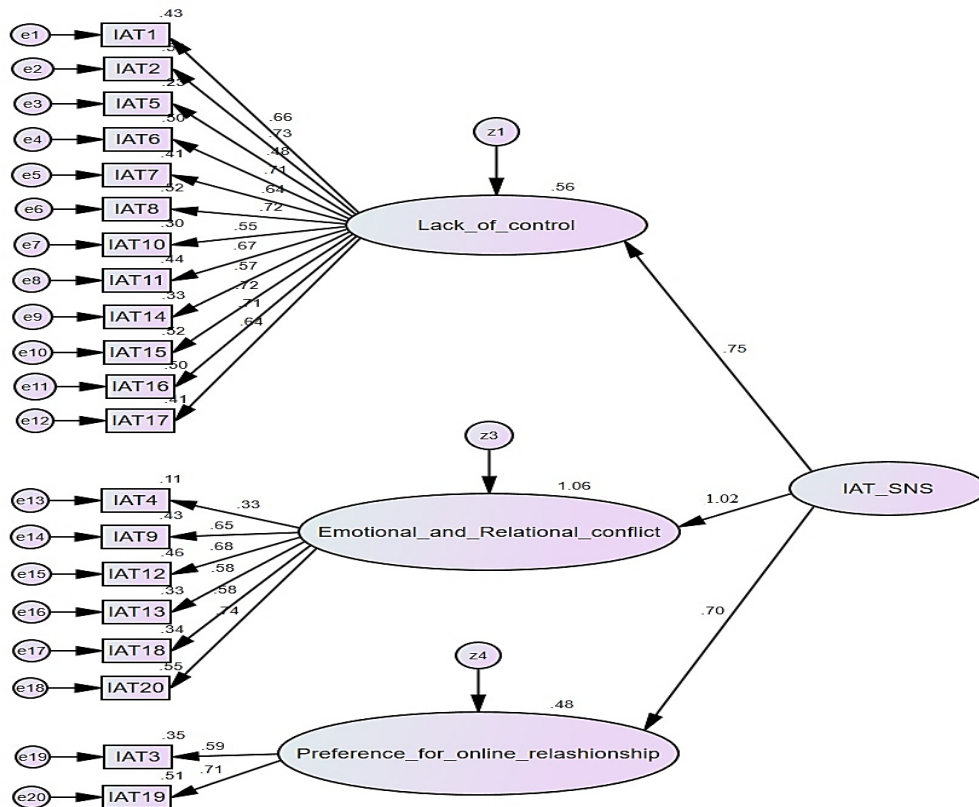 .43
e1 IAT1
e2 IAT2
.23
e3 IAT5
.50
e4 IAT6
.41
e5 IAT7
.52
e6 IAT8
.30
e7 IAT10
.44
e8 IAT11
.33
e9 IAT14
.52
e10 IAT15
.50
e11 IAT16
.41
e12 IAT17
.66
.73
.48
.71
.64
.72
.55
.67
.57
.72
.71
.64
z1
.56
Lack_of_control
.75
z3
1.06
Emotional_and_Relational_conflict
1.02
IAT_SNS
.11
e13 IAT4
.33
.43
e14 IAT9
.65
.46
e15 IAT12
.68
.33
e16 IAT13
.58
.34
e17 IAT18
.58
.55
e18 IAT20
.74
.70
z4
.48
Preference_for_online_relashionship
.35
e19 IAT3
.59
.51
e20 IAT19
.71